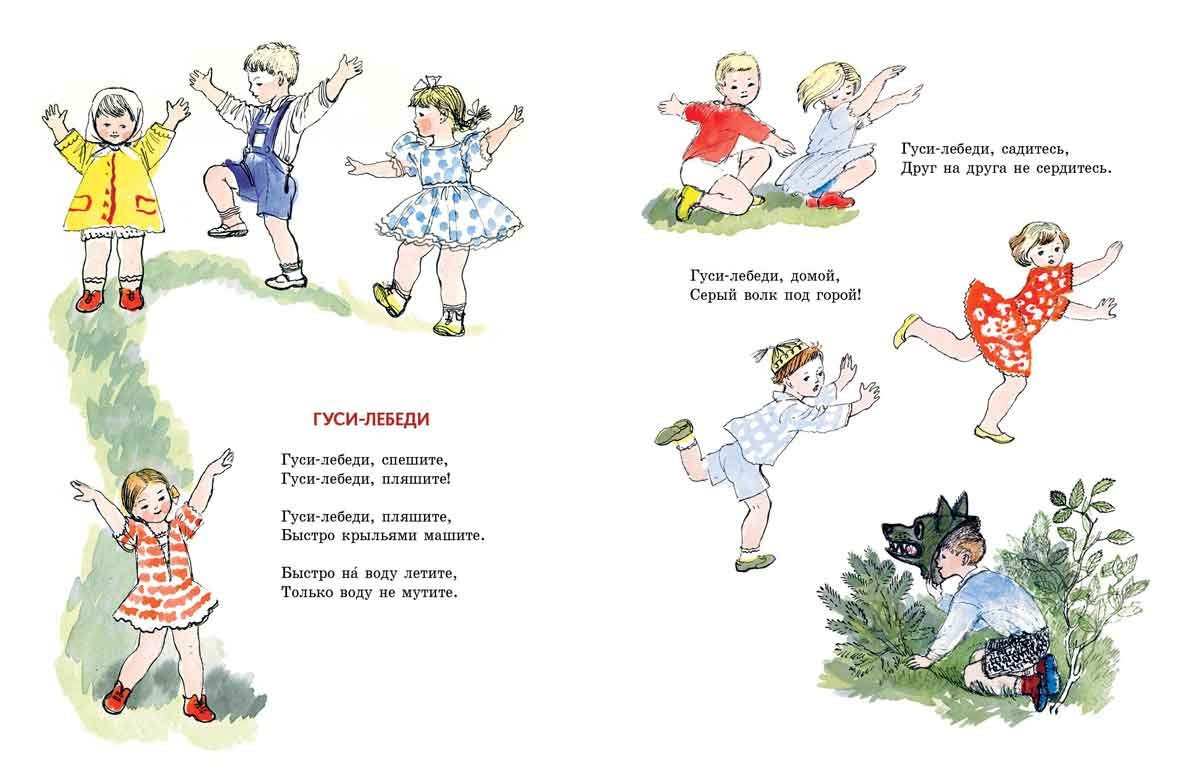 ГУСИ-ЛЕБЕДИ
Гуси-лебеди, спешите,
Гуси-лебеди, пляшите!
Гуси-лебеди, пляшите,
Быстро крыльями машите.
Быстро на́ воду летите,
Только воду не мутите.
Гуси-лебеди, садитесь,
Друг на друга не сердитесь.
Гуси-лебеди, домой,
Серый волк под горой!